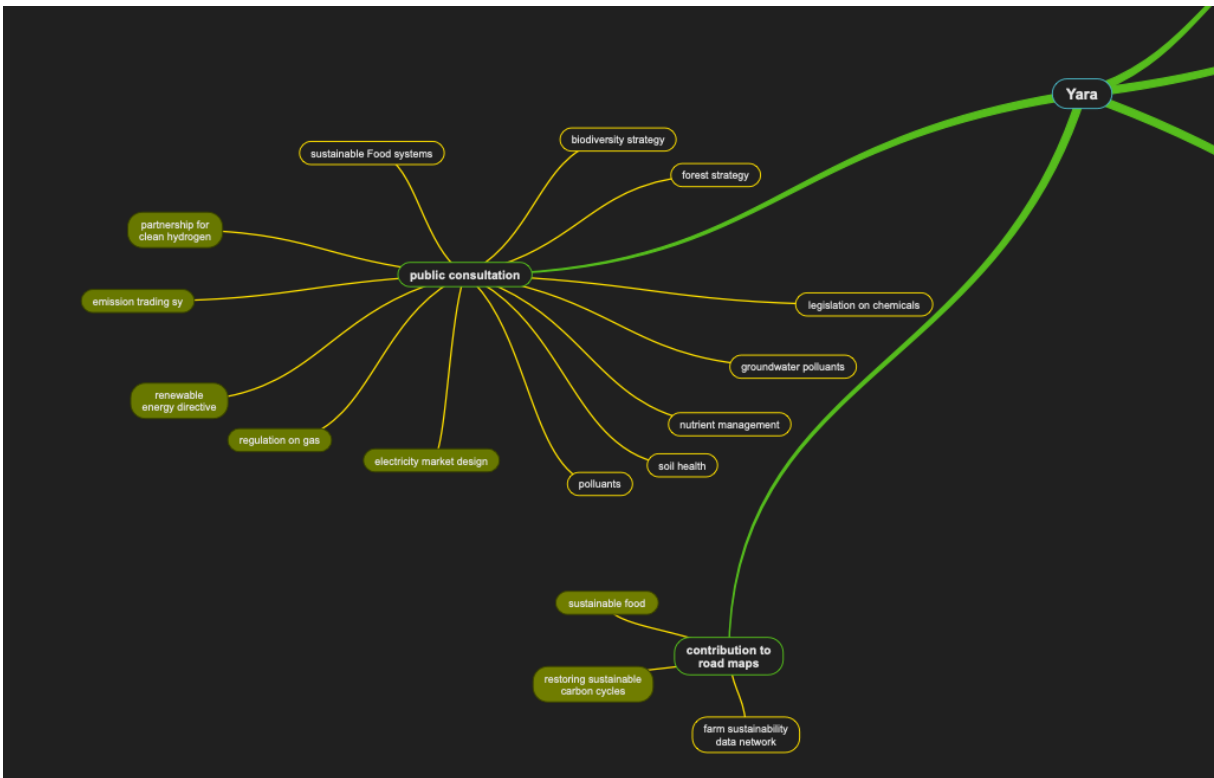 Yara
biodiversity strategy
sustainable Food systems
forest strategy
partnership for
clean hydrogen
public consultation
emission trading sy
legislation on chemicals
groundwater polluants
renewable
energy directive
nutrient management
regulation on gas
electricity market design
soil health
polluants
sustainable food
contribution to
road maps
restoring sustainable
carbon cycles
farm sustainability
data network